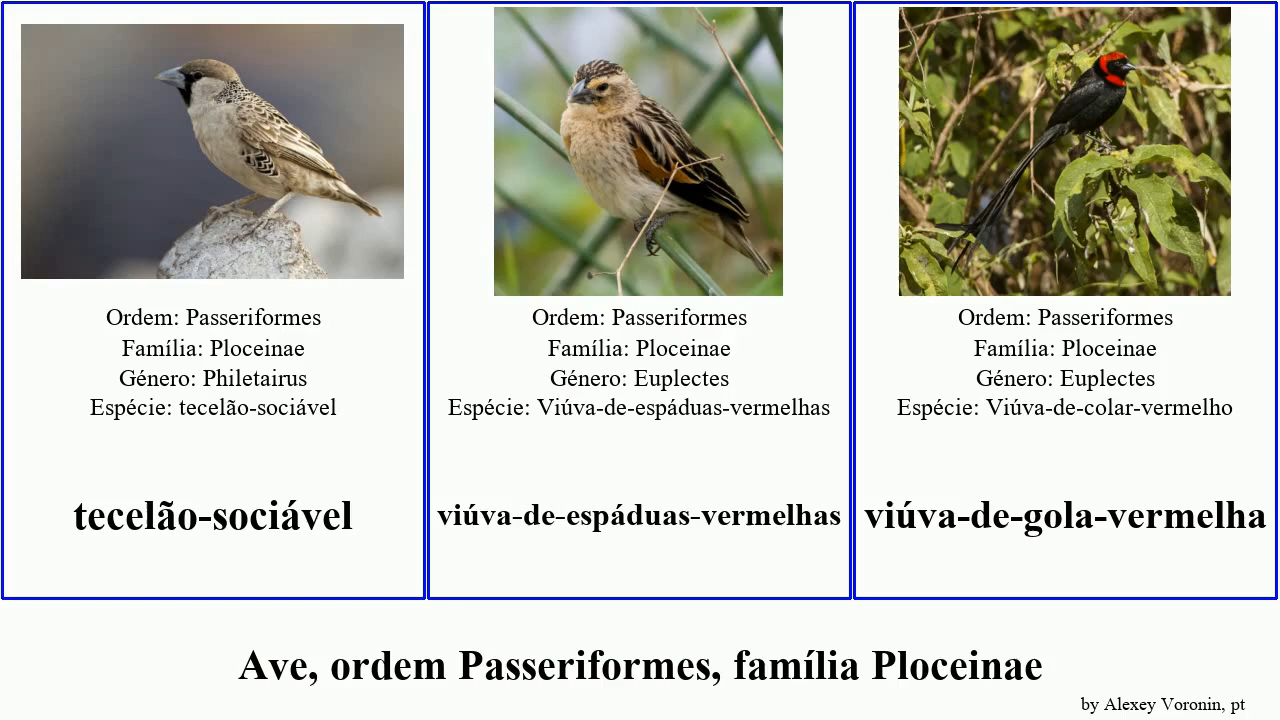 Ordem: Passeriformes
Família: Ploceinae
Género: Philetairus
Espécie: tecelão-sociável
tecelão-sociável
Ordem: Passeriformes
Família: Ploceinae
Género: Euplectes
Espécie: Viúva-de-espáduas-vermelhas
viúva-de-espáduas-vermelhas
Ordem: Passeriformes
Família: Ploceinae
Género: Euplectes
Espécie: Viúva-de-colar-vermelho
viúva-de-gola-vermelha
Ave, ordem Passeriformes, família Ploceinae
by Alexey Voronin, pt